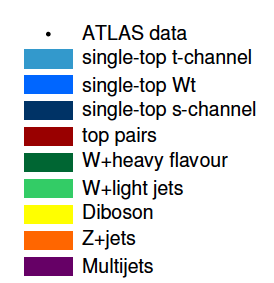 ATLAS data
single-top t-channel
single-top Wt
single-top s-channel
top pairs
W+heavy flavour
W+light jets
Diboson
Z+jets
Multijets